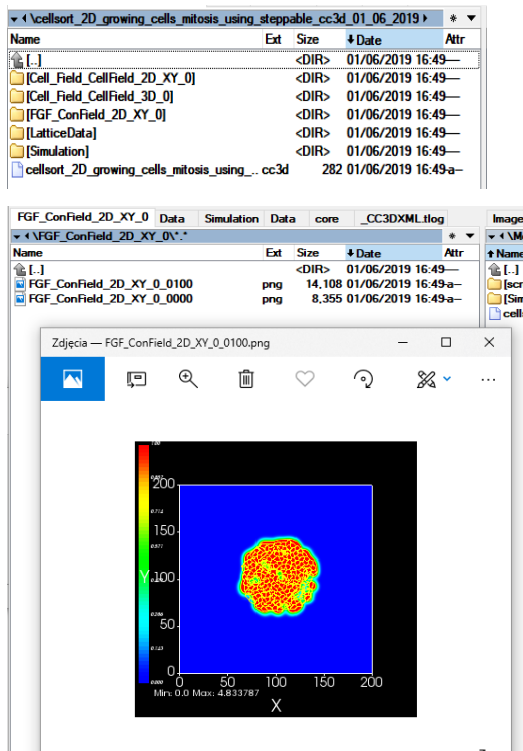 \cellsort_2D_growing_cells_mitosis_using_steppable_cc3d_01_06_2019 * 
Name Ext Size Date Attr
[..] <DIR> 01/06/2019 16:49—
[Cell_Field_CellField_2D_XY_0] <DIR> 01/06/2019 16:49—
[Cell_Field_CellField_3D_0] <DIR> 01/06/2019 16:49—
[FGF_ConField_2D_XY_0] <DIR> 01/06/2019 16:49—
[LatticeData] <DIR> 01/06/2019 16:49—
[Simulation] <DIR> 01/06/2019 16:49—
cellsort_2D_growing_cells_mitosis_using_.. cc3d 282 01/06/2019 16:49-a–
FGF_ConField_2D_XY_0 Data Simulation Data core _CC3DXML.tlog Image
\FGF_ConField_2D_XY_0\*.* * \M
Name Ext Size Date Attr Name
[..] <DIR> 01/06/2019 16:49— [..]
FGF_ConField_2D_XY_0_0100 png 14,108 01/06/2019 16:49-a– [scr
FGF_ConField_2D_XY_0_0000 png 8,355 01/06/2019 16:49-a– [Sim
cells
Zdjęcia — FGF_ConField_2D_XY_0_0100.png
200
150
Y 100
50
0
0 50 100 150 200
Min: 0.0 Max: 4.833787
X